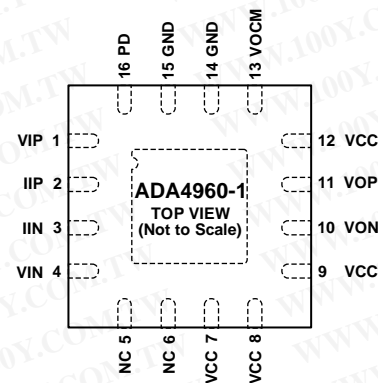 16 PD
15 GND
14 GND
13 VOCM
VIP 1
IIP 2
IIN 3
VIN 4
ADA4960-1
TOP VIEW
(Not to Scale)
12 VCC
11 VOP
10 VON
9 VCC
NC 5
NC 6
VCC 7
VCC 8